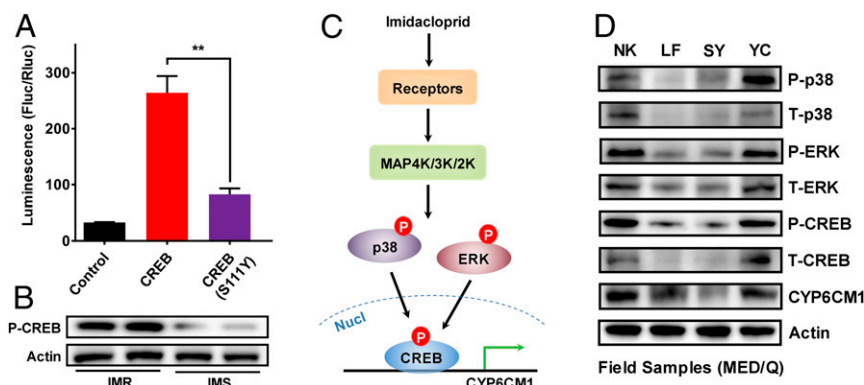 A
Luminescence (Fluc/Rluc)
300
200
100
0
**
Control
CREB
CREB
(S111Y)
B
P-CREB
Actin
IMR
IMS
C
Imidacloprid
Receptors
MAP4K/3K/2K
P
p38
P
ERK
Nucl
P
CREB
CYP6CM1
D
NK LF SY YC
P-p38
T-p38
P-ERK
T-ERK
P-CREB
T-CREB
CYP6CM1
Actin
Field Samples (MED/Q)